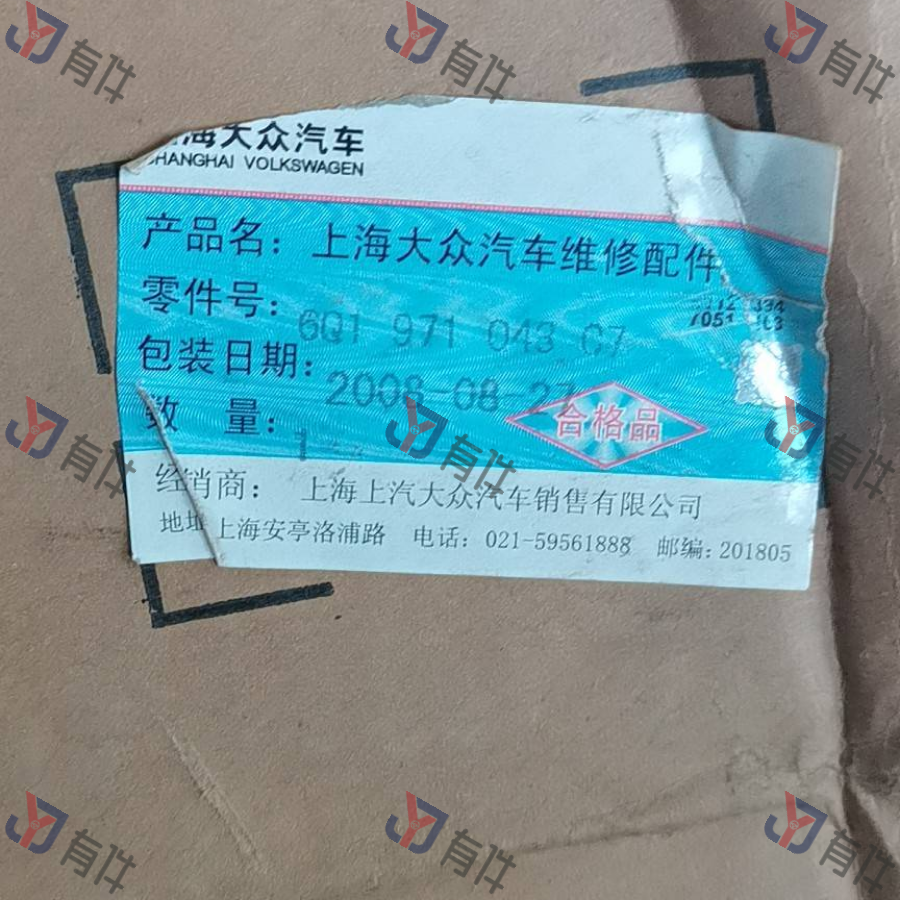 有件
有件
有件
海大众汽车
SHANGHAI VOLKSWAGEN
产品名：上海大众汽车维修配件
零件号：6Q1 971 043 C7
包装日期：2008-08-27
数 量：1
合格品
有件
有件
有件
经销商：上海上汽大众汽车销售有限公司
地址 上海安亭洛浦路 电话：021-59561888 邮编：201805
有件
有件
有件